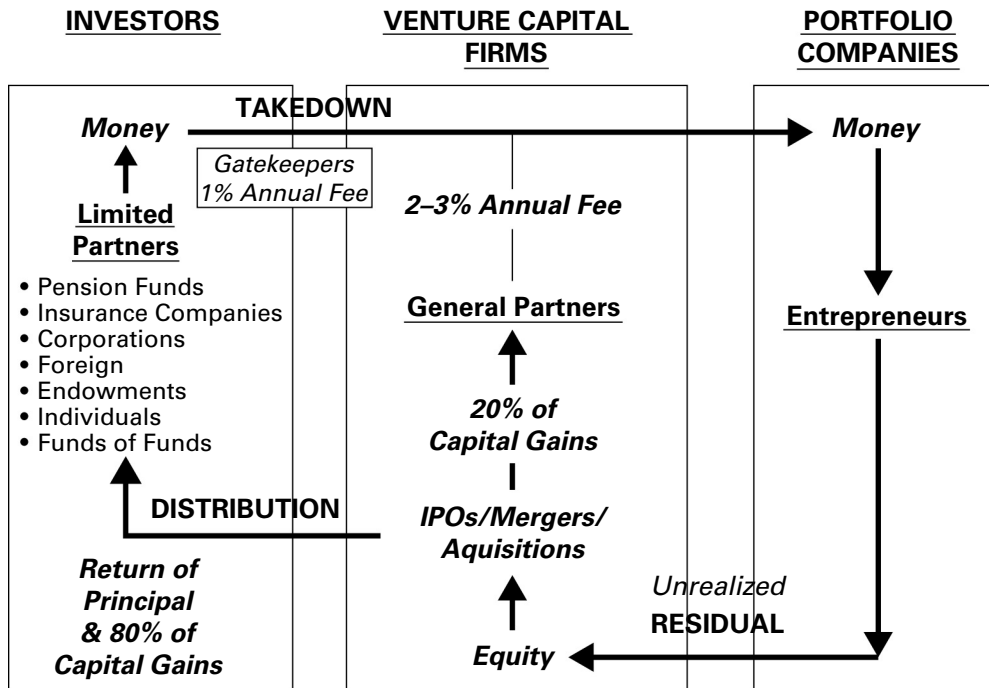 INVESTORS
VENTURE CAPITAL
FIRMS
PORTFOLIO
COMPANIES
TAKEDOWN
Money
Money
Gatekeepers
1% Annual Fee
2–3% Annual Fee
Limited
Partners
• Pension Funds
• Insurance Companies
• Corporations
• Foreign
• Endowments
• Individuals
• Funds of Funds
General Partners
Entrepreneurs
20% of
Capital Gains
DISTRIBUTION
IPOs/Mergers/
Aquisitions
Return of
Principal
& 80% of
Capital Gains
Unrealized
RESIDUAL
Equity